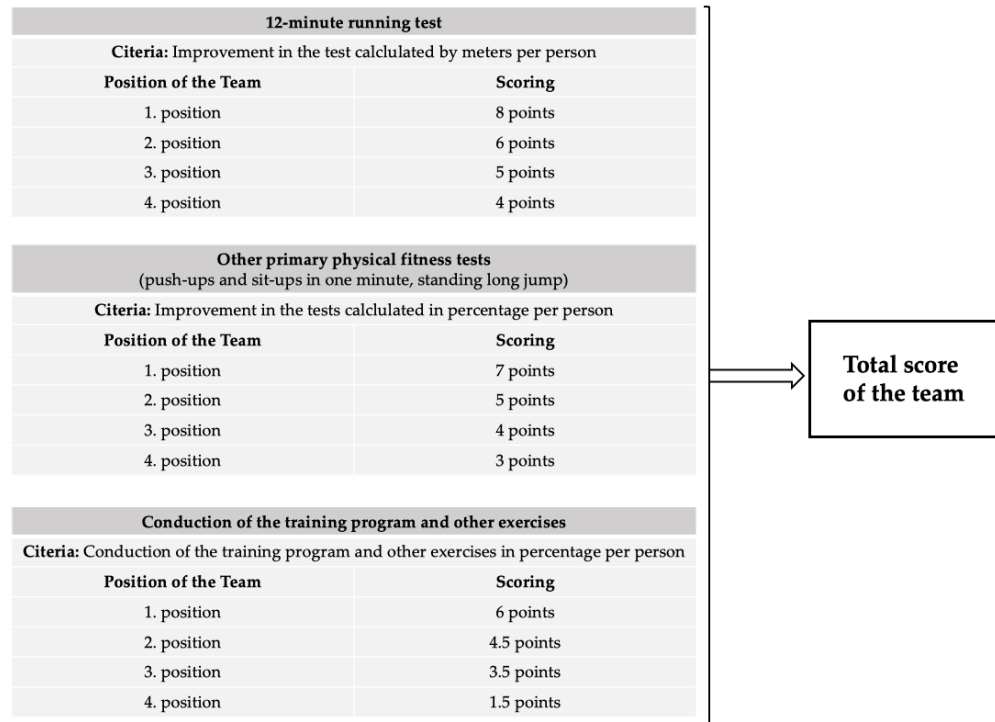 12-minute running test
Citeria: Improvement in the test calclulated by meters per person
Position of the Team Scoring
1. position 8 points
2. position 6 points
3. position 5 points
4. position 4 points
Other primary physical fitness tests
(push-ups and sit-ups in one minute, standing long jump)
Citeria: Improvement in the tests calclulated in percentage per person
Position of the Team Scoring
1. position 7 points
2. position 5 points
3. position 4 points
4. position 3 points
Conduction of the training program and other exercises
Citeria: Conduction of the training program and other exercises in percentage per person
Position of the Team Scoring
1. position 6 points
2. position 4.5 points
3. position 3.5 points
4. position 1.5 points
Total score
of the team